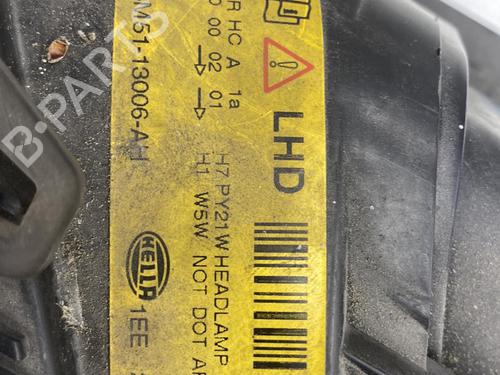 LHD
R HC A 1a
0 00 02 01
M51-13006-AH
H7 PY21W HEADLAMP
H1 W5W NOT DOT
HELLA
1EE
B-PARTS